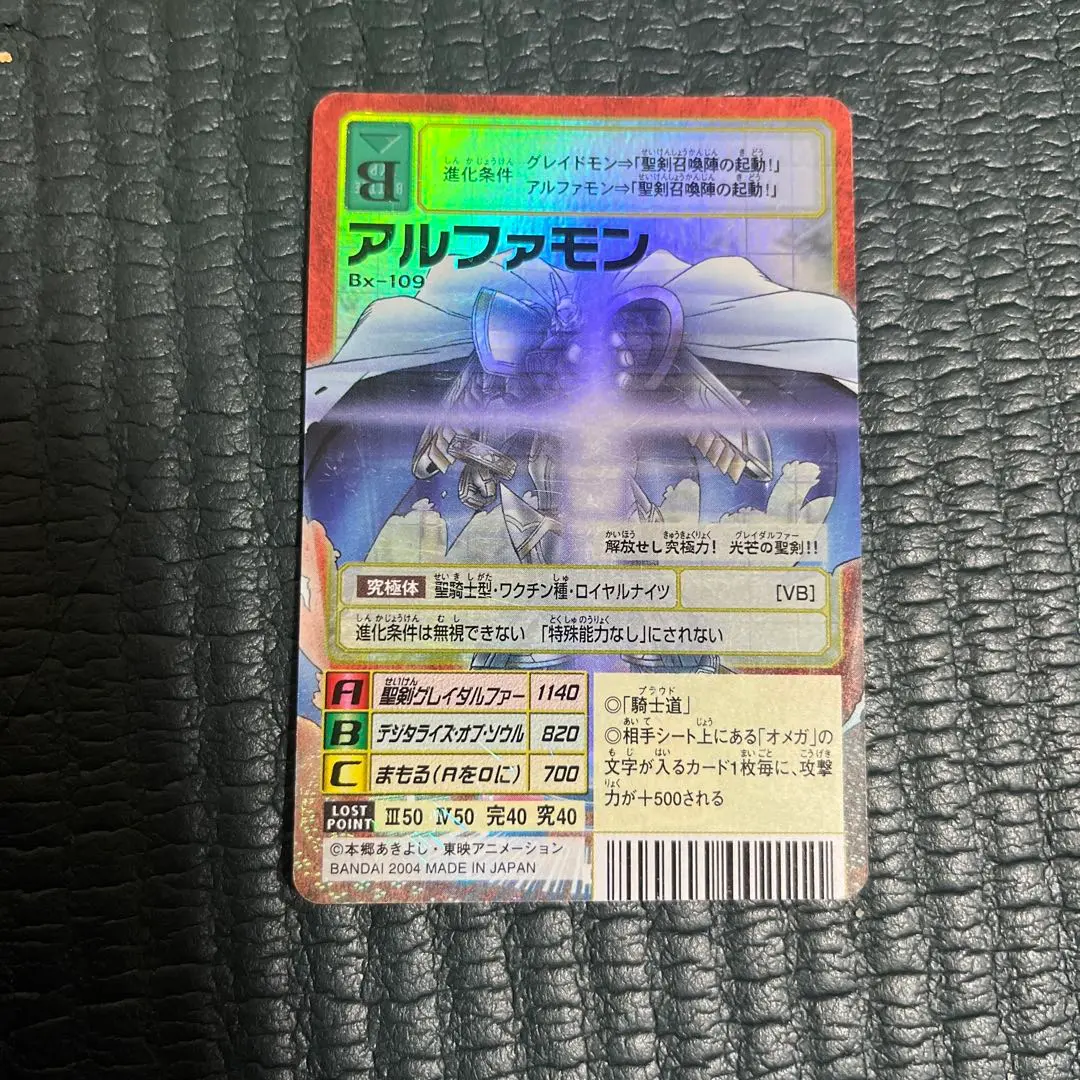 B
進化条件 グレイドモン⇒「聖剣召喚陣の起動!」
アルファモン⇒「聖剣召喚陣の起動!」
アルファモン
Bx-109
解放せし究極力! 光芒の聖剣!!
究極体 聖騎士型・ワクチン種・ロイヤルナイツ [VB]
進化条件は無視できない 「特殊能力なし」にされない
A 聖剣グレイダルファー 1140
B デジタライズ・オブ・ソウル 820
C まもる(Aを0に) 700
LOST POINT Ⅲ50 Ⅳ50 完40 究40
◎「騎士道」
◎相手シート上にある「オメガ」の
文字が入るカード1枚毎に、攻撃
力が+500される
©本郷あきよし・東映アニメーション
BANDAI 2004 MADE IN JAPAN